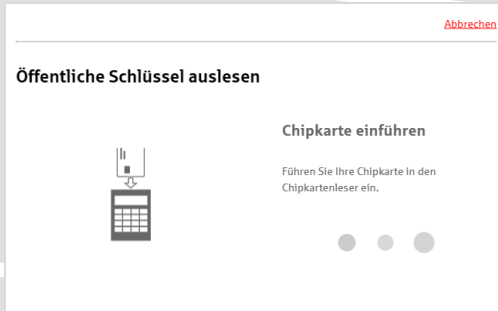 Abbrechen
Öffentliche Schlüssel auslesen
Chipkarte einführen
Führen Sie Ihre Chipkarte in den
Chipkartenleser ein.